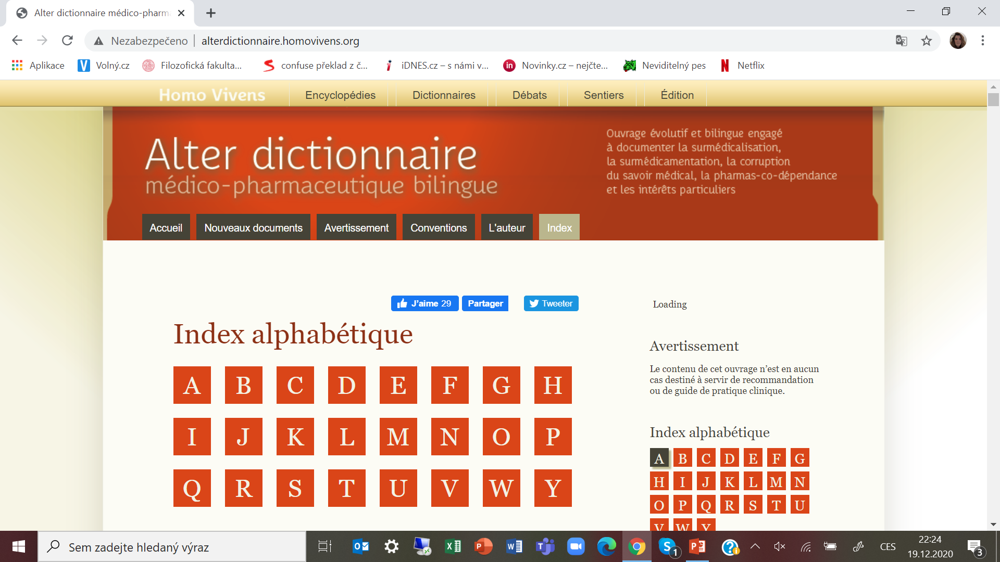 Alter dictionnaire médico-pharm
Nezabezpečeno alterdictionnaire.homovivens.org
Aplikace Volný.cz Filozofická fakulta... confuse překlad z č... iDNES.cz – s námi v... Novinky.cz – nejčte... Neviditelný pes Netflix
Homo Vivens Encyclopédies Dictionnaires Débats Sentiers Édition
Alter dictionnaire
médico-pharmaceutique bilingue
Ouvrage évolutif et bilingue engagé
à documenter la surmédicalisation,
la surmédicamentation, la corruption
du savoir médical, la pharmas-co-dépendance
et les intérêts particuliers
Accueil Nouveaux documents Avertissement Conventions L'auteur Index
J'aime 29 Partager Tweeter
Index alphabétique
A B C D E F G H
I J K L M N O P
Q R S T U V W Y
Loading
Avertissement
Le contenu de cet ouvrage n’est en aucun
cas destiné à servir de recommandation
ou de guide de pratique clinique.
Index alphabétique
A B C D E F G
H I J K L M N
O P Q R S T U
V W Y
Sem zadejte hledaný výraz
1
CES
22:24
19.12.2020
3